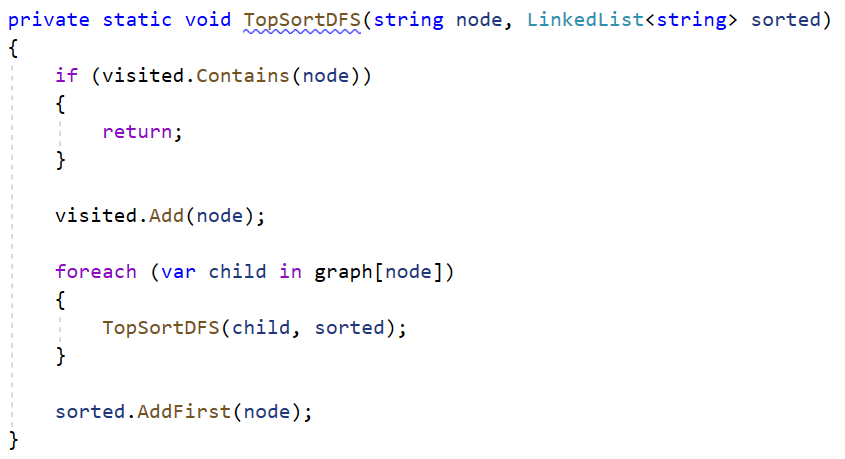 private static void TopSortDFS(string node, LinkedList<string> sorted)
{
    if (visited.Contains(node))
    {
        return;
    }

    visited.Add(node);

    foreach (var child in graph[node])
    {
        TopSortDFS(child, sorted);
    }

    sorted.AddFirst(node);
}